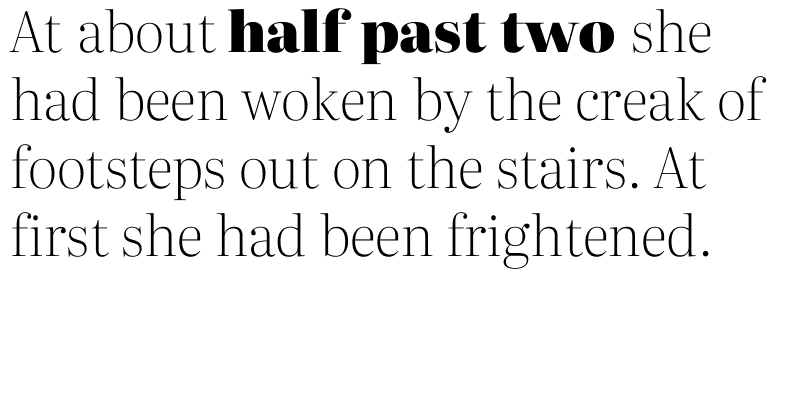 At about half past two she
had been woken by the creak of
footsteps out on the stairs. At
first she had been frightened.